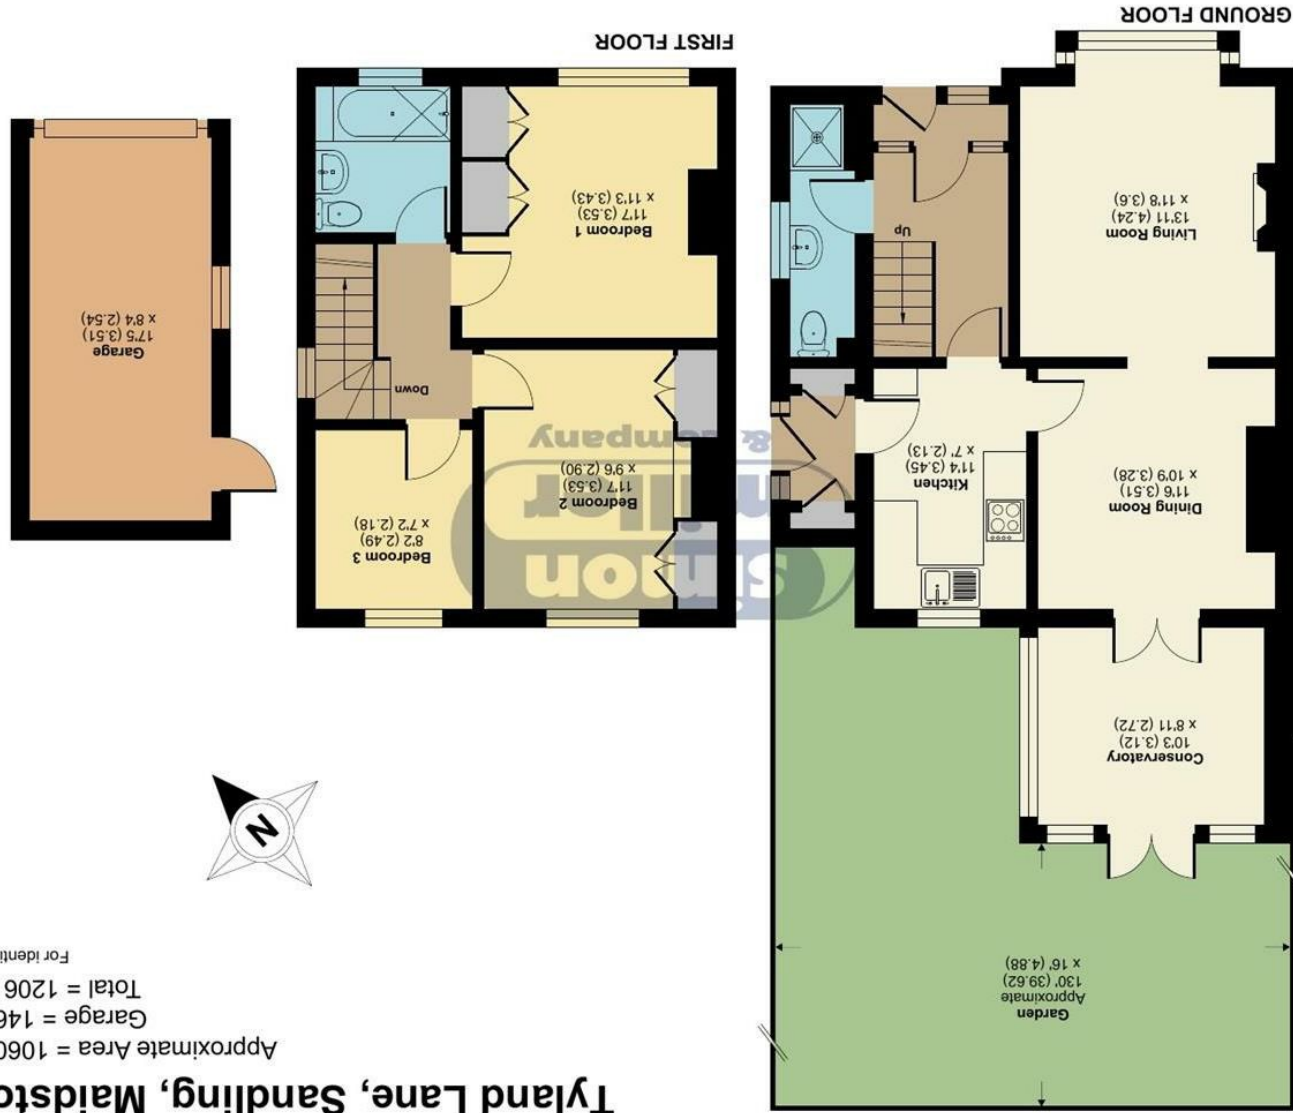 Tyland Lane, Sandling, Maidsto
Approximate Area = 1060
Garage = 146
Total = 1206
For identi
N
Garden
Approximate
130' (39.62)
x 16' (4.88)
Conservatory
10'3 (3.12)
x 8'11 (2.72)
Dining Room
11'6 (3.51)
x 10'9 (3.28)
Kitchen
11'4 (3.45)
x 7' (2.13)
Living Room
13'11 (4.24)
x 11'8 (3.6)
Up
GROUND FLOOR
Bedroom 2
11'7 (3.53)
x 9'6 (2.90)
Bedroom 3
8'2 (2.49)
x 7'2 (2.18)
Down
Bedroom 1
11'7 (3.53)
x 11'3 (3.43)
FIRST FLOOR
Garage
17'5 (3.51)
x 8'4 (2.54)
simon
miller
& company